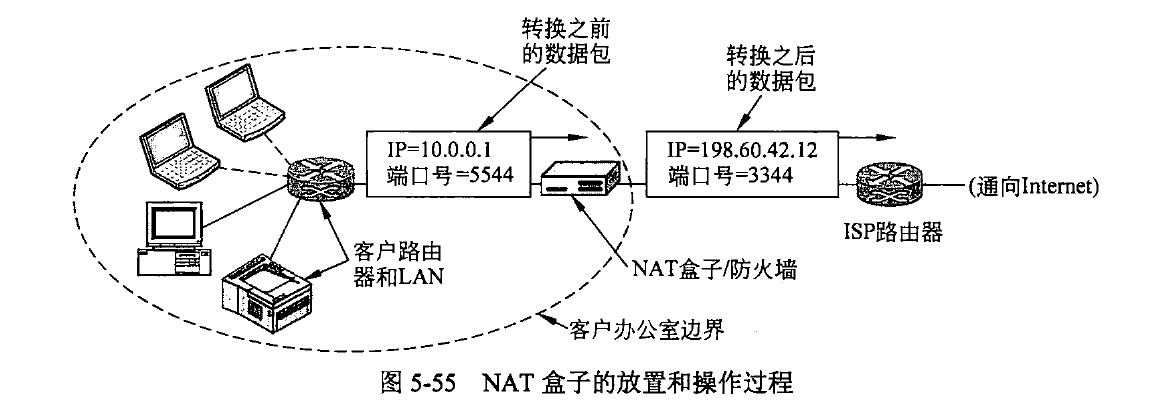 转换之前
的数据包
转换之后
的数据包
IP=10.0.0.1
端口号=5544
IP=198.60.42.12
端口号=3344
(通向Internet)
ISP路由器
客户路由
器和LAN
NAT盒子/防火墙
客户办公室边界
图 5-55 NAT 盒子的放置和操作过程